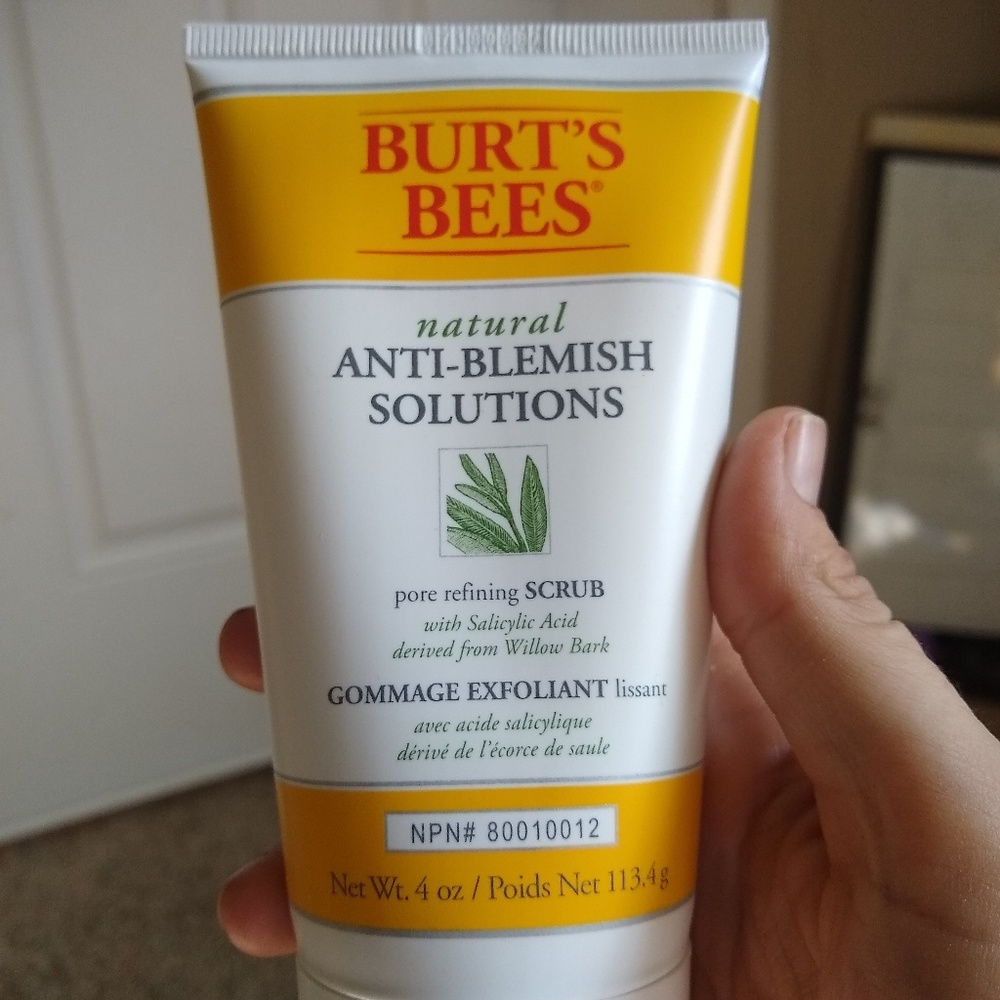 BURT'S
BEES®
natural
ANTI-BLEMISH
SOLUTIONS
pore refining SCRUB
with Salicylic Acid
derived from Willow Bark
GOMMAGE EXFOLIANT lissant
avec acide salicylique
dérivé de l'écorce de saule
NPN# 80010012
Net Wt. 4 oz / Poids Net 113.4 g